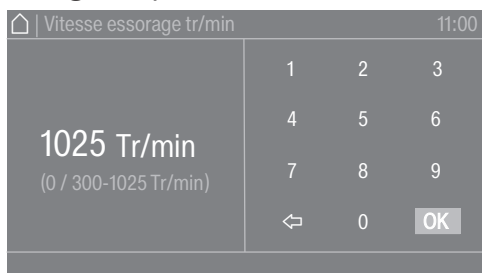 | Vitesse essorage tr/min 11:00
1 2 3
4 5 6
1025 Tr/min
(0 / 300-1025 Tr/min)
7 8 9
0 OK